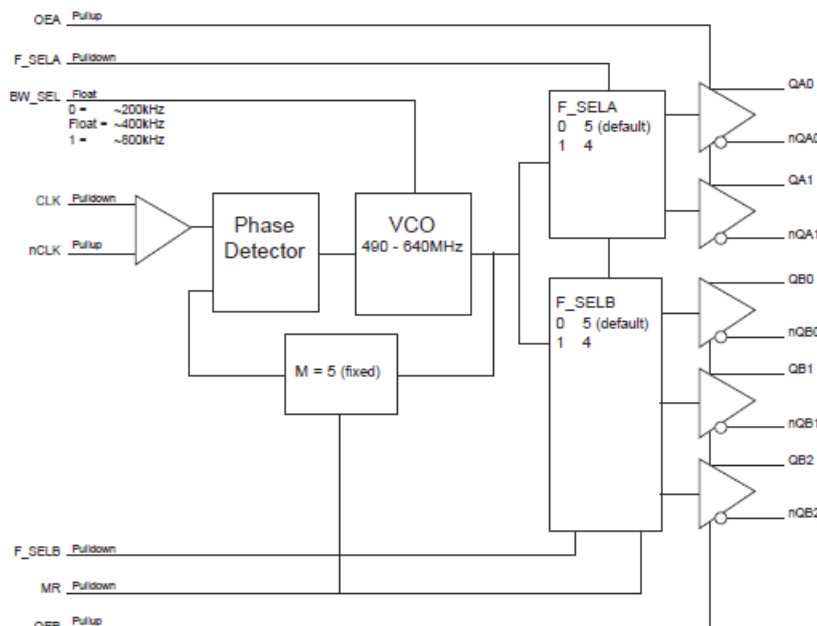 OEA Pullup
F_SELA Pulldown
BW_SEL Float
0 = ~200kHz
Float = ~400kHz
1 = ~800kHz
CLK Pulldown
nCLK Pullup
Phase
Detector
VCO
490 - 640MHz
M = 5 (fixed)
F_SELA
0 5 (default)
1 4
F_SELB
0 5 (default)
1 4
QA0
nQA0
QA1
nQA1
QB0
nQB0
QB1
nQB1
QB2
nQB2
F_SELB Pulldown
MR Pulldown
OEB Pullup